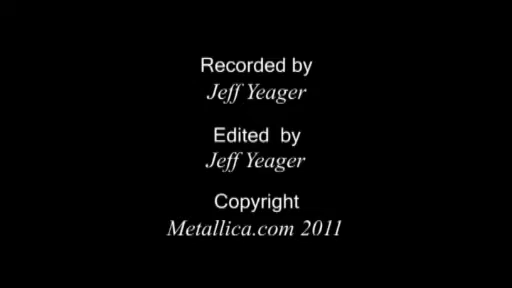 Recorded by
Jeff Yeager
Edited by
Jeff Yeager
Copyright
Metallica.com 2011